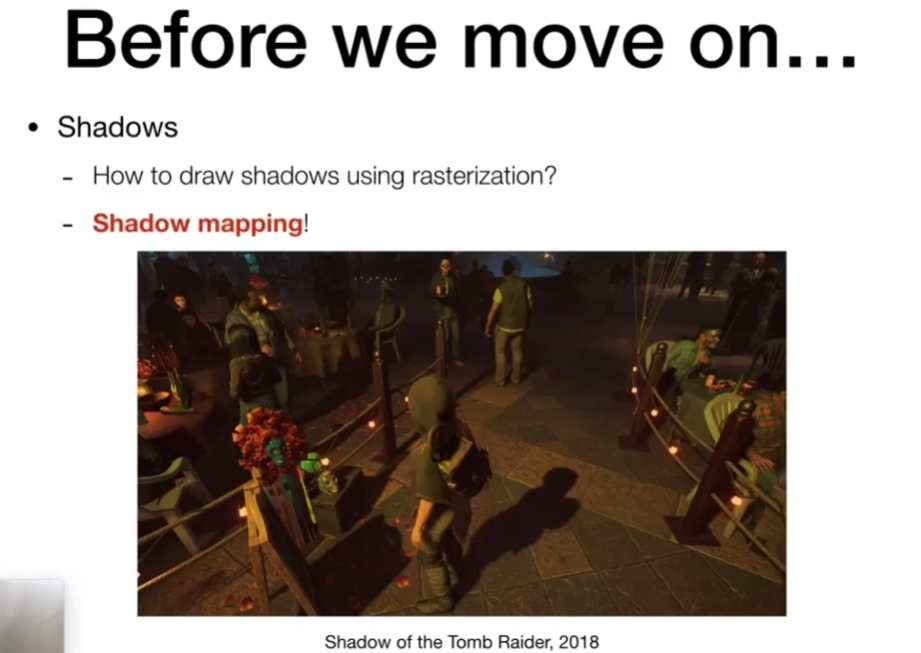 Before we move on...
• Shadows
- How to draw shadows using rasterization?
- Shadow mapping!
Shadow of the Tomb Raider, 2018